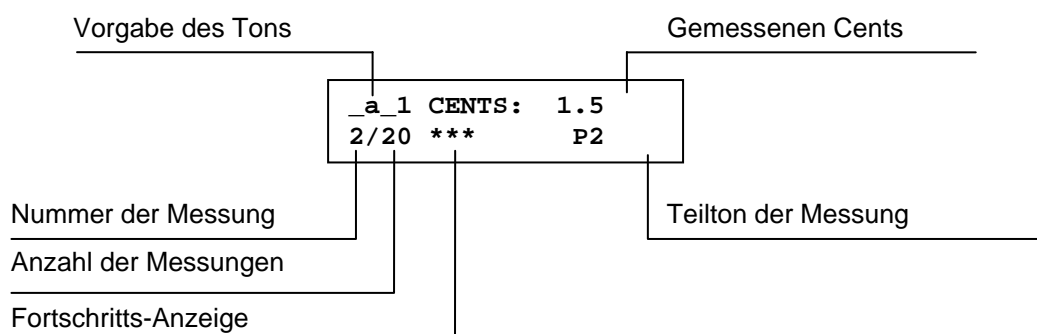 Vorgabe des Tons
Gemessenen Cents
_a_1 CENTS: 1.5
2/20 *** P2
Nummer der Messung
Teilton der Messung
Anzahl der Messungen
Fortschritts-Anzeige